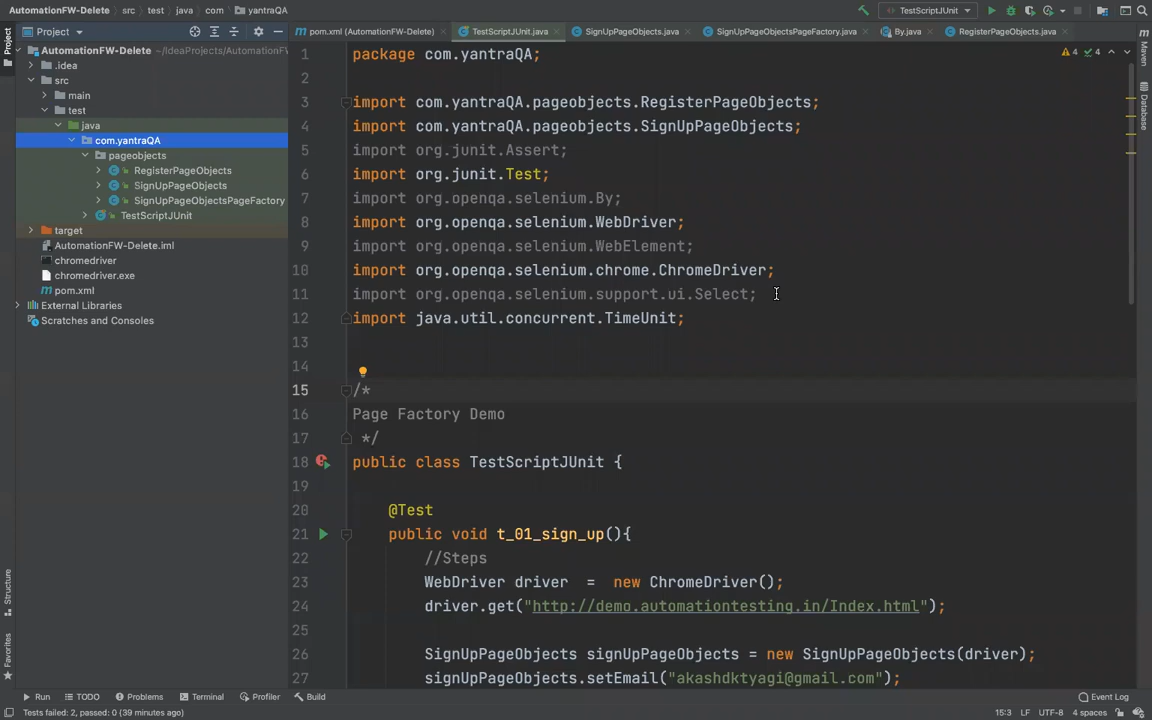 AutomationFW-Delete › src › test › java › com › yantraQA
TestScriptJUnit
Project
pom.xml (AutomationFW-Delete)
TestScriptJUnit.java
SignUpPageObjects.java
SignUpPageObjectsPageFactory.java
By.java
RegisterPageObjects.java
Project
AutomationFW-Delete ~/IdeaProjects/AutomationFW
.idea
src
main
test
java
com.yantraQA
pageobjects
RegisterPageObjects
SignUpPageObjects
SignUpPageObjectsPageFactory
TestScriptJUnit
target
AutomationFW-Delete.iml
chromedriver
chromedriver.exe
pom.xml
External Libraries
Scratches and Consoles
4 4
1 package com.yantraQA;
2
3 import com.yantraQA.pageobjects.RegisterPageObjects;
4 import com.yantraQA.pageobjects.SignUpPageObjects;
5 import org.junit.Assert;
6 import org.junit.Test;
7 import org.openqa.selenium.By;
8 import org.openqa.selenium.WebDriver;
9 import org.openqa.selenium.WebElement;
10 import org.openqa.selenium.chrome.ChromeDriver;
11 import org.openqa.selenium.support.ui.Select;
12 import java.util.concurrent.TimeUnit;
13
14
15 /*
16 Page Factory Demo
17 */
18 public class TestScriptJUnit {
19
20 @Test
21 public void t_01_sign_up(){
22 //Steps
23 WebDriver driver = new ChromeDriver();
24 driver.get("http://demo.automationtesting.in/Index.html");
25
26 SignUpPageObjects signUpPageObjects = new SignUpPageObjects(driver);
27 signUpPageObjects.setEmail("akashdktyagi@gmail.com");
Maven
Database
Structure
Favorites
Run
TODO
Problems
Terminal
Profiler
Build
Event Log
Tests failed: 2, passed: 0 (39 minutes ago)
15:3 LF UTF-8 4 spaces